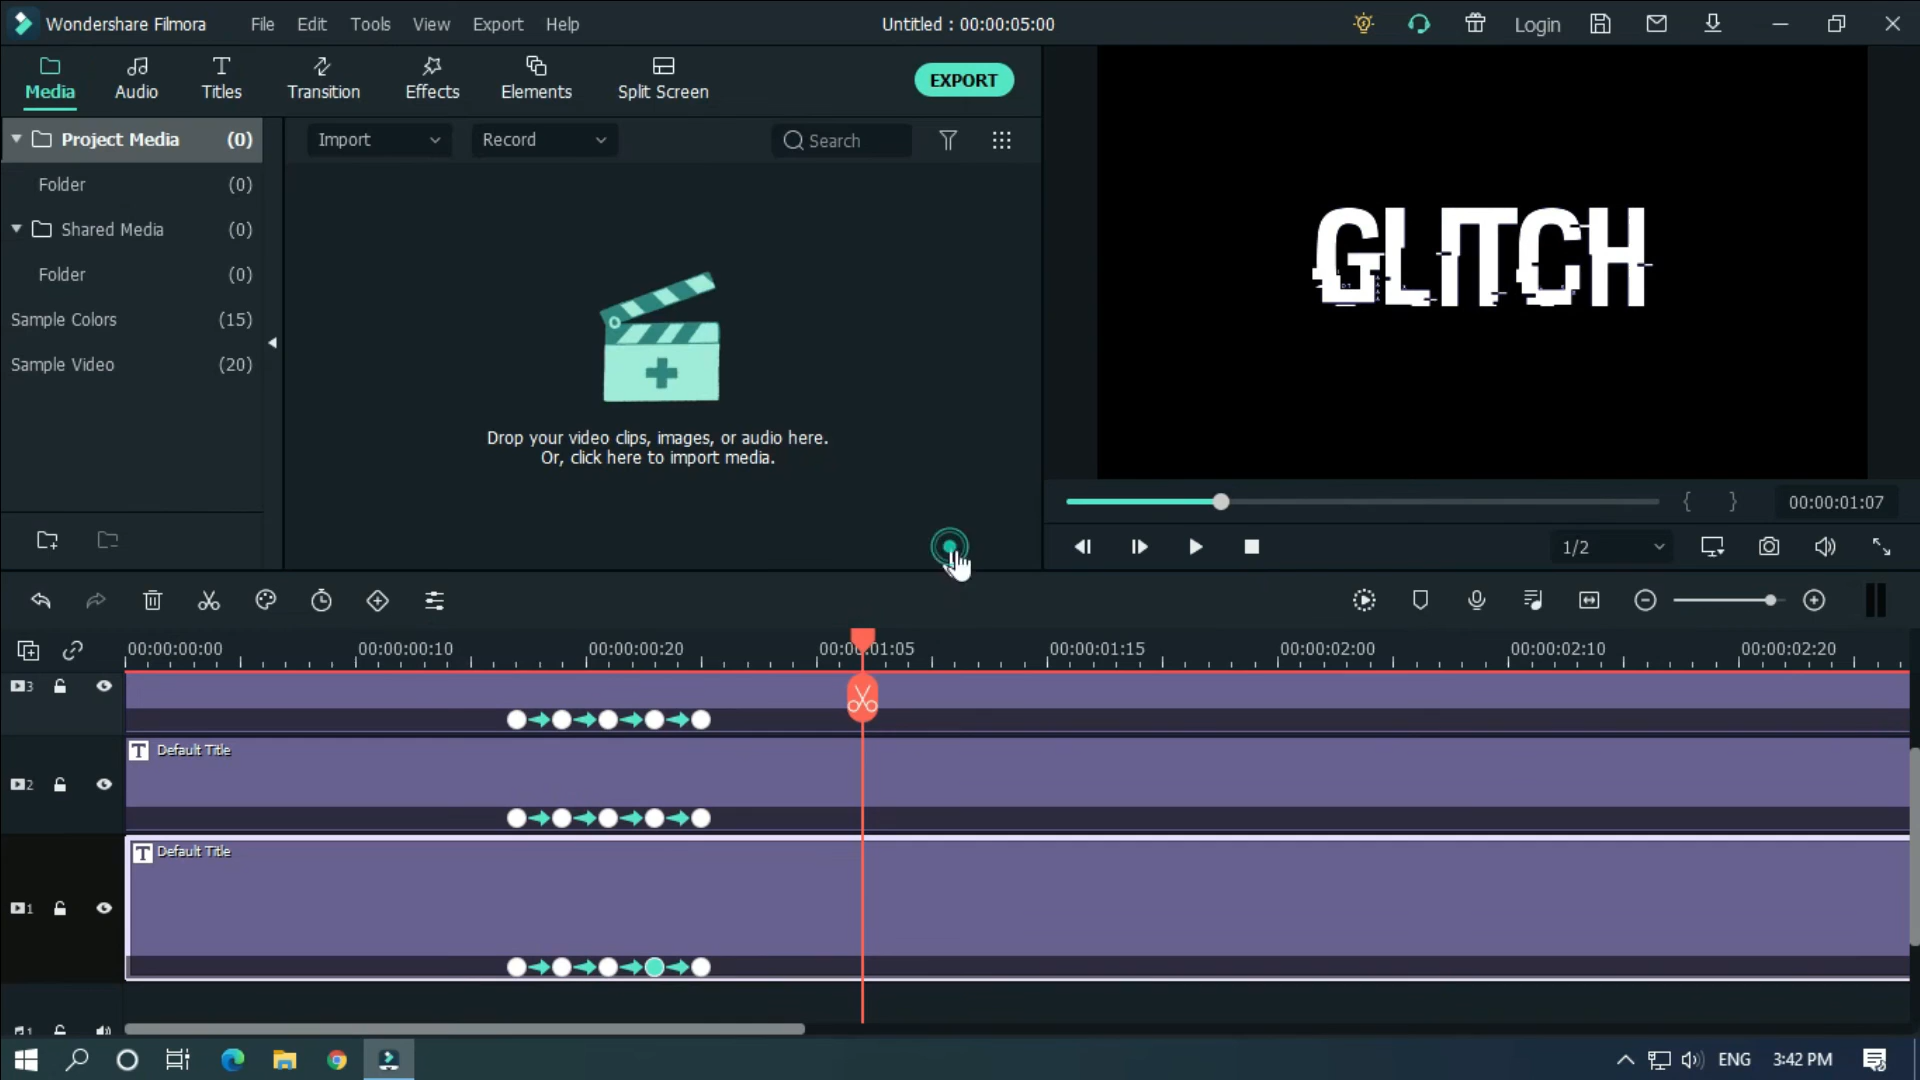 Wondershare Filmora File Edit Tools View Export Help Untitled : 00:00:05:00 Login
Media Audio Titles Transition Effects Elements Split Screen EXPORT
Project Media (0) Import Record Search
Folder (0)
Shared Media (0)
Folder (0)
Sample Colors (15)
Sample Video (20)
GLITCH
Drop your video clips, images, or audio here.
Or, click here to import media.
{ } 00:00:01:07
1/2
00:00:00:00 00:00:00:10 00:00:00:20 00:00:01:05 00:00:01:15 00:00:02:00 00:00:02:10 00:00:02:20
3
T Default Title
2
T Default Title
1
1
ENG 3:42 PM